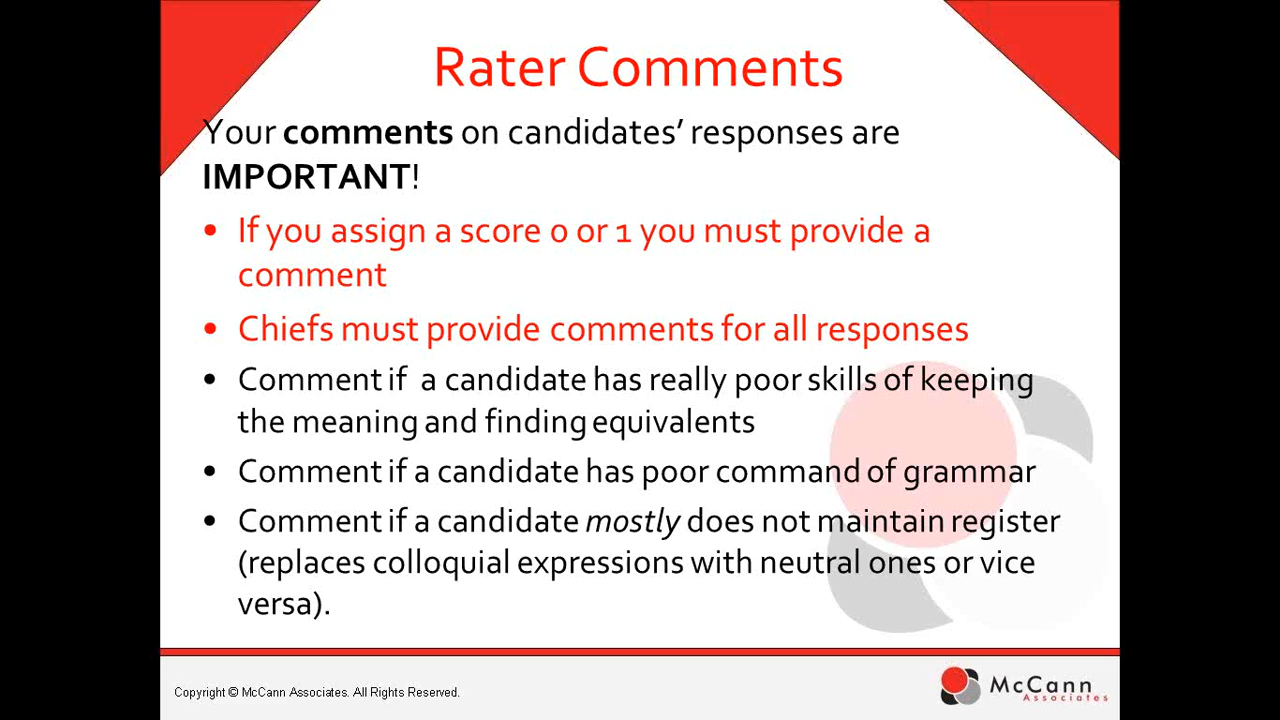 Rater Comments
Your comments on candidates’ responses are
IMPORTANT!
• If you assign a score 0 or 1 you must provide a
comment
• Chiefs must provide comments for all responses
• Comment if a candidate has really poor skills of keeping
the meaning and finding equivalents
• Comment if a candidate has poor command of grammar
• Comment if a candidate mostly does not maintain register
(replaces colloquial expressions with neutral ones or vice
versa).
Copyright © McCann Associates. All Rights Reserved.
McCann
Associates